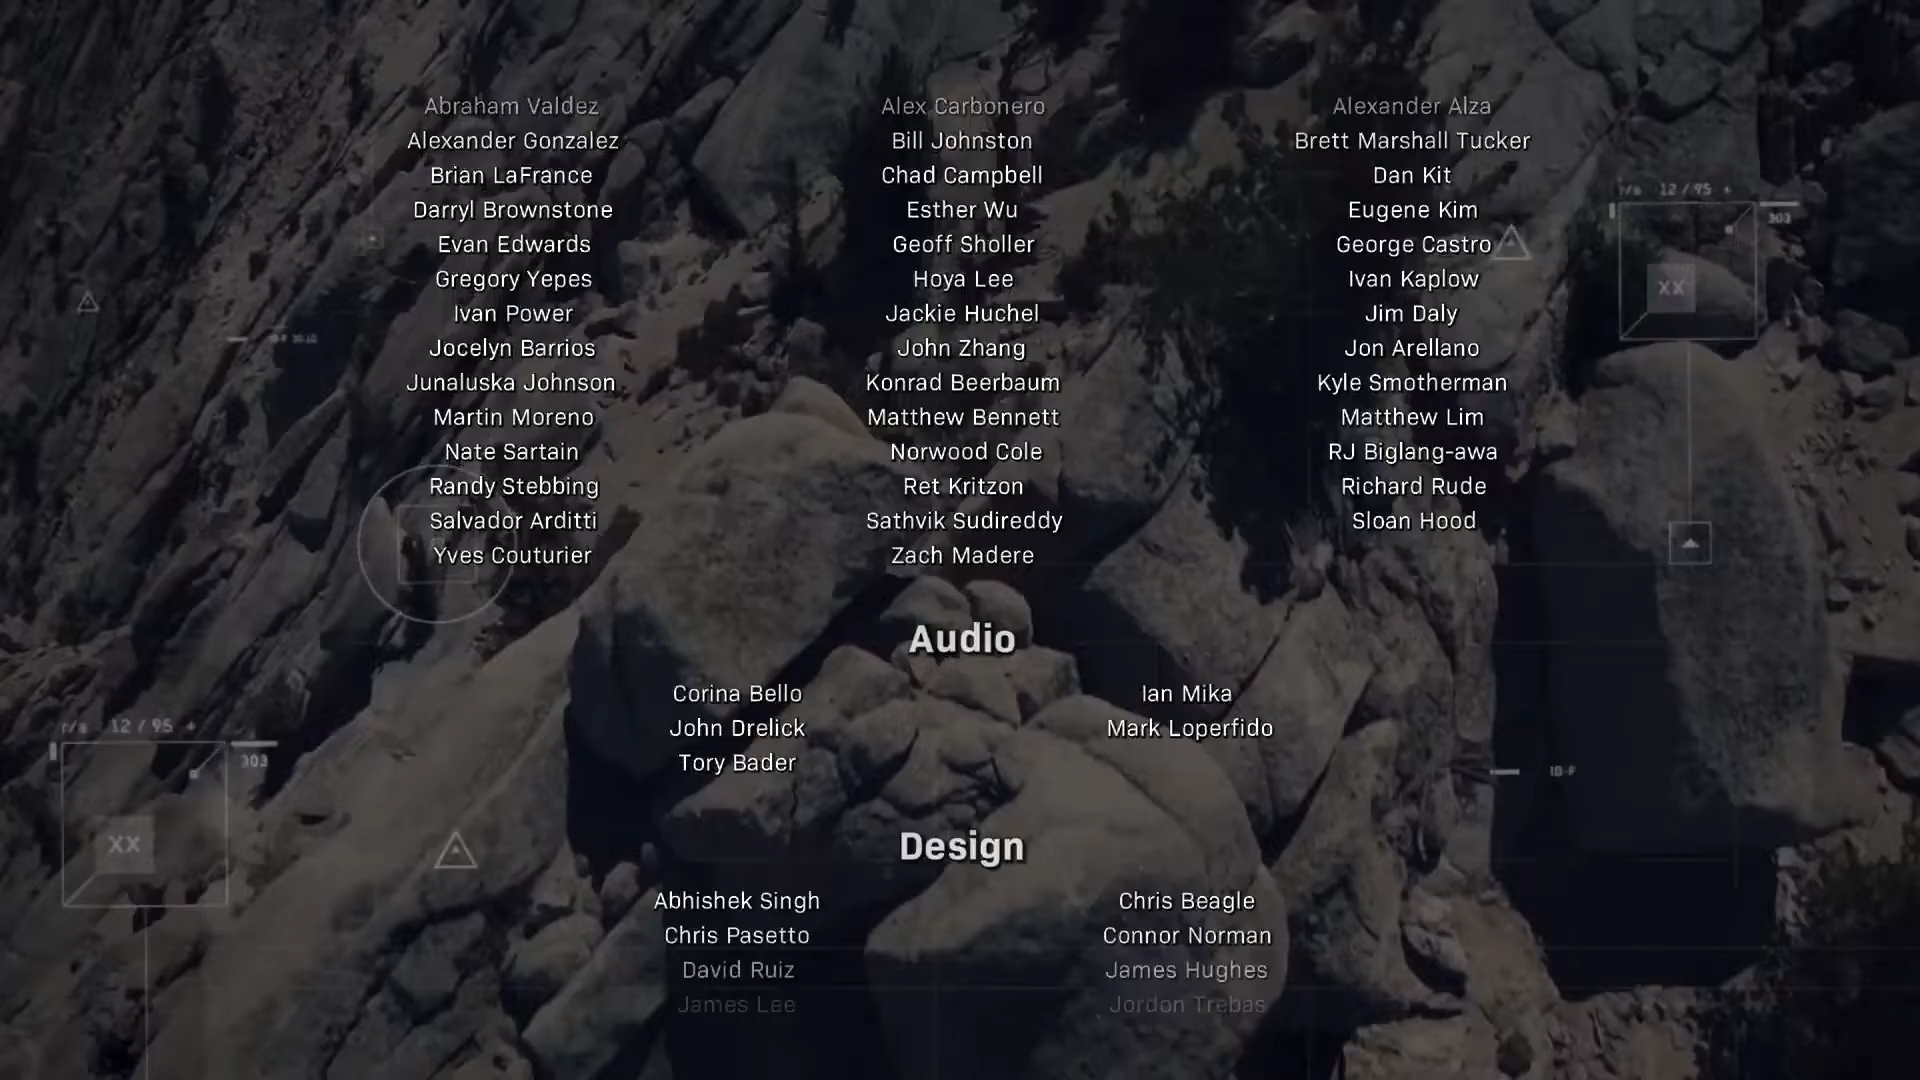 Abraham Valdez Alex Carbonero Alexander Alza
Alexander Gonzalez Bill Johnston Brett Marshall Tucker
Brian LaFrance Chad Campbell Dan Kit
Darryl Brownstone Esther Wu Eugene Kim
Evan Edwards Geoff Sholler George Castro
Gregory Yepes Hoya Lee Ivan Kaplow
Ivan Power Jackie Huchel Jim Daly
Jocelyn Barrios John Zhang Jon Arellano
Junaluska Johnson Konrad Beerbaum Kyle Smotherman
Martin Moreno Matthew Bennett Matthew Lim
Nate Sartain Norwood Cole RJ Biglang-awa
Randy Stebbing Ret Kritzon Richard Rude
Salvador Arditti Sathvik Sudireddy Sloan Hood
Yves Couturier Zach Madere
Audio
Corina Bello Ian Mika
John Drelick Mark Loperfido
Tory Bader
Design
Abhishek Singh Chris Beagle
Chris Pasetto Connor Norman
David Ruiz James Hughes
James Lee Jordon Trebas
r/s 12/95 +
303
XX
r/s 12/95 +
303
XX
ID-F